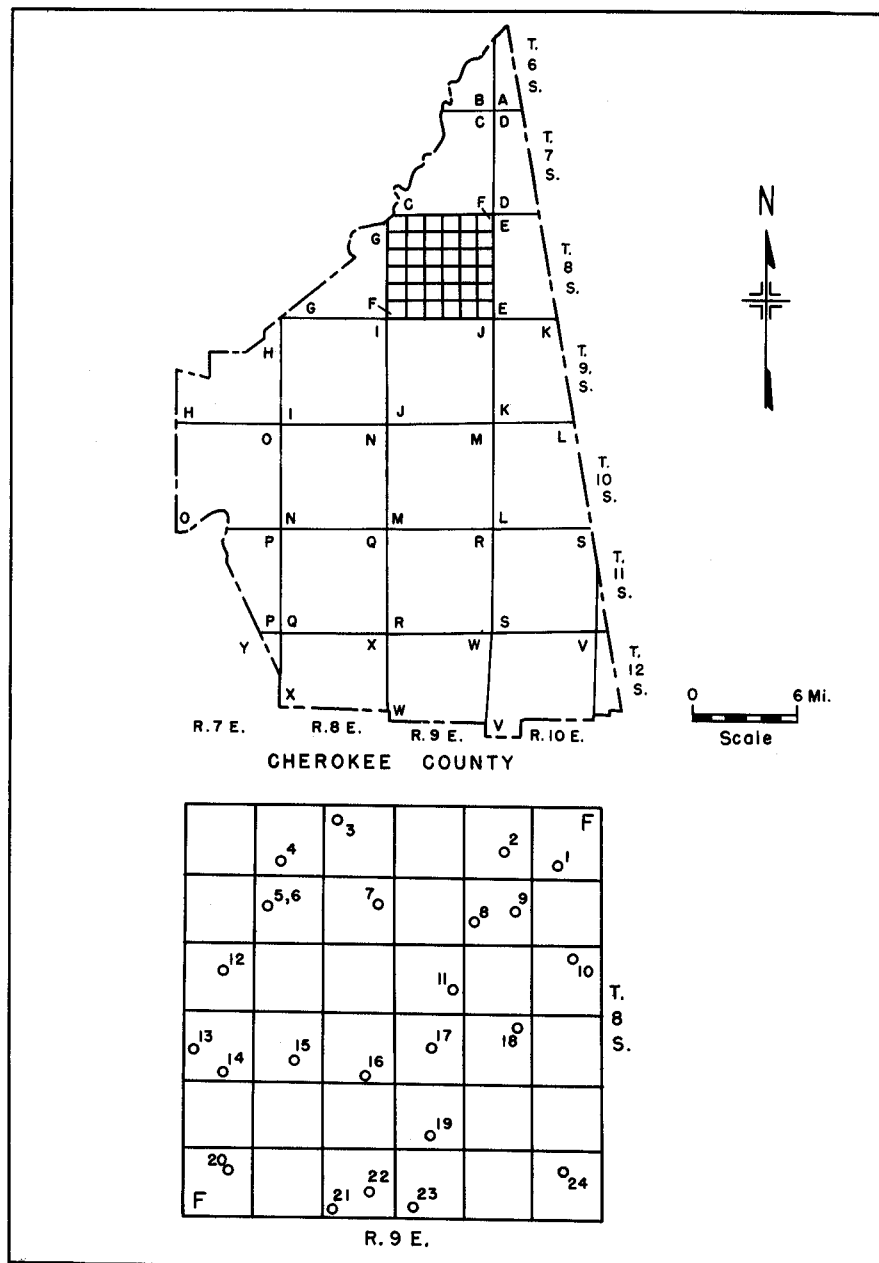 T. 6 S.
B A
C D
T. 7 S.
N
C F D
G E
T. 8 S.
G F E
H I J K
T. 9. S.
H I J K
O N M L
T. 10 S.
O N M L
P Q R S
T. 11 S.
P Q R S
Y X W V
T. 12 S.
X W V
0 6 Mi.
Scale
R.7 E. R.8 E. R.9 E. R.10 E.
CHEROKEE COUNTY
F
3 2
4 1
5,6 7 8 9
12 11 10
T. 8 S.
13 14 15 16 17 18
19
20 22 24
F 21 23
R. 9 E.